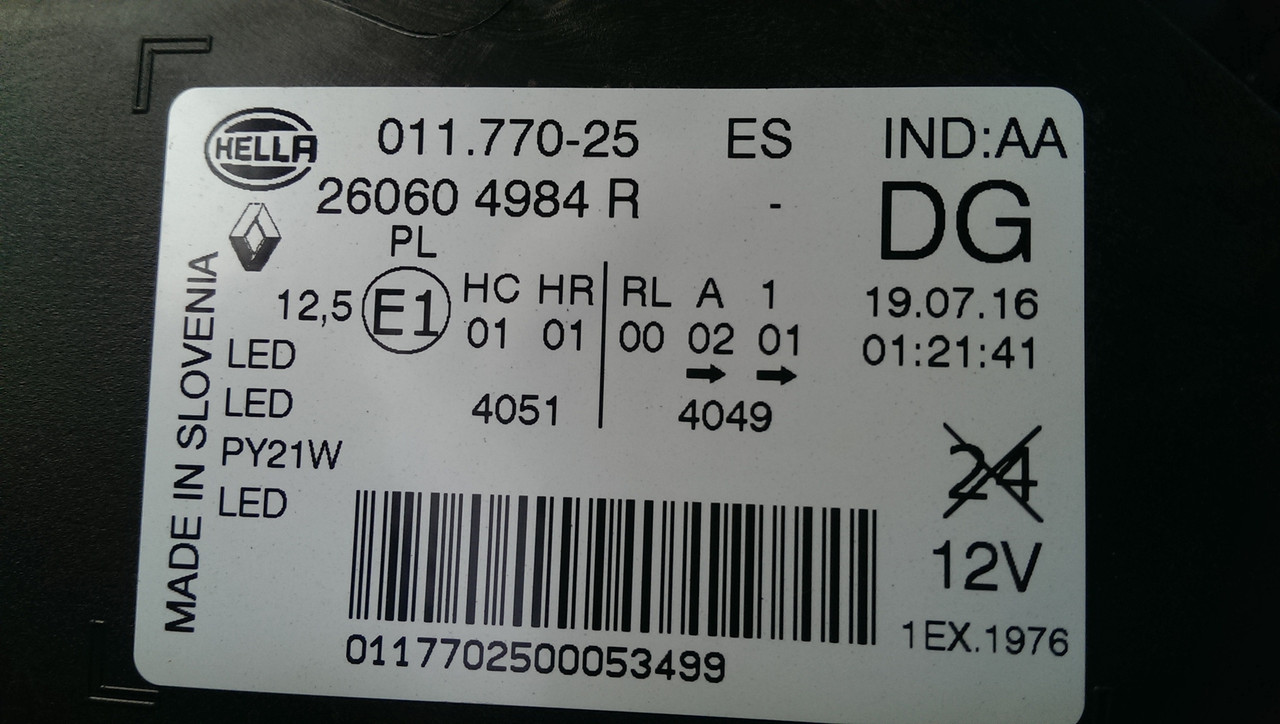 HELLA 011.770-25 ES IND:AA
26060 4984 R - DG
PL
12,5 E1 HC HR RL A 1 19.07.16
01 01 00 02 01 01:21:41
LED
LED 4051 4049
PY21W 24
LED
12V
1EX.1976
0117702500053499
MADE IN SLOVENIA